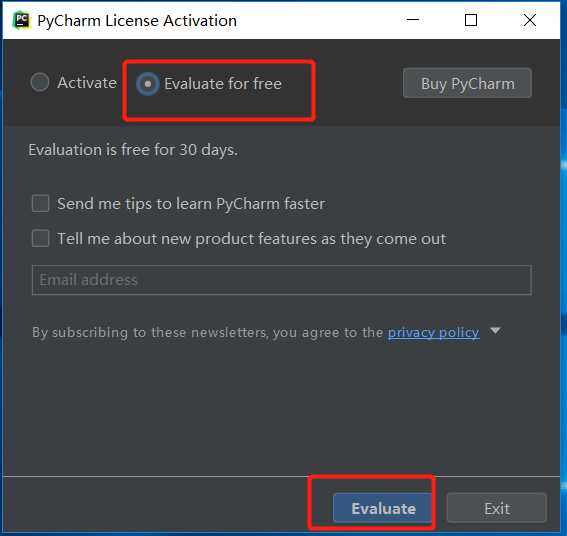 PC PyCharm License Activation
Activate Evaluate for free Buy PyCharm
Evaluation is free for 30 days.
Send me tips to learn PyCharm faster
Tell me about new product features as they come out
Email address
By subscribing to these newsletters, you agree to the privacy policy
Evaluate Exit